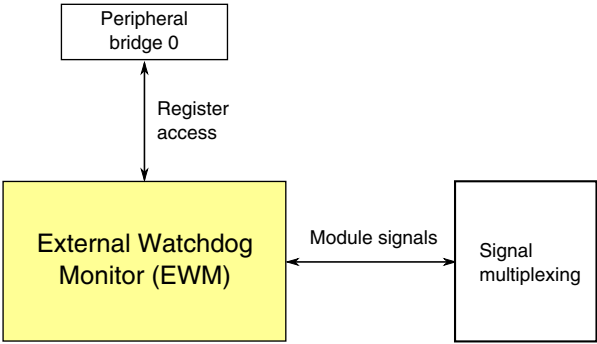 Peripheral
bridge 0
Register
access
External Watchdog
Monitor (EWM)
Module signals
Signal
multiplexing